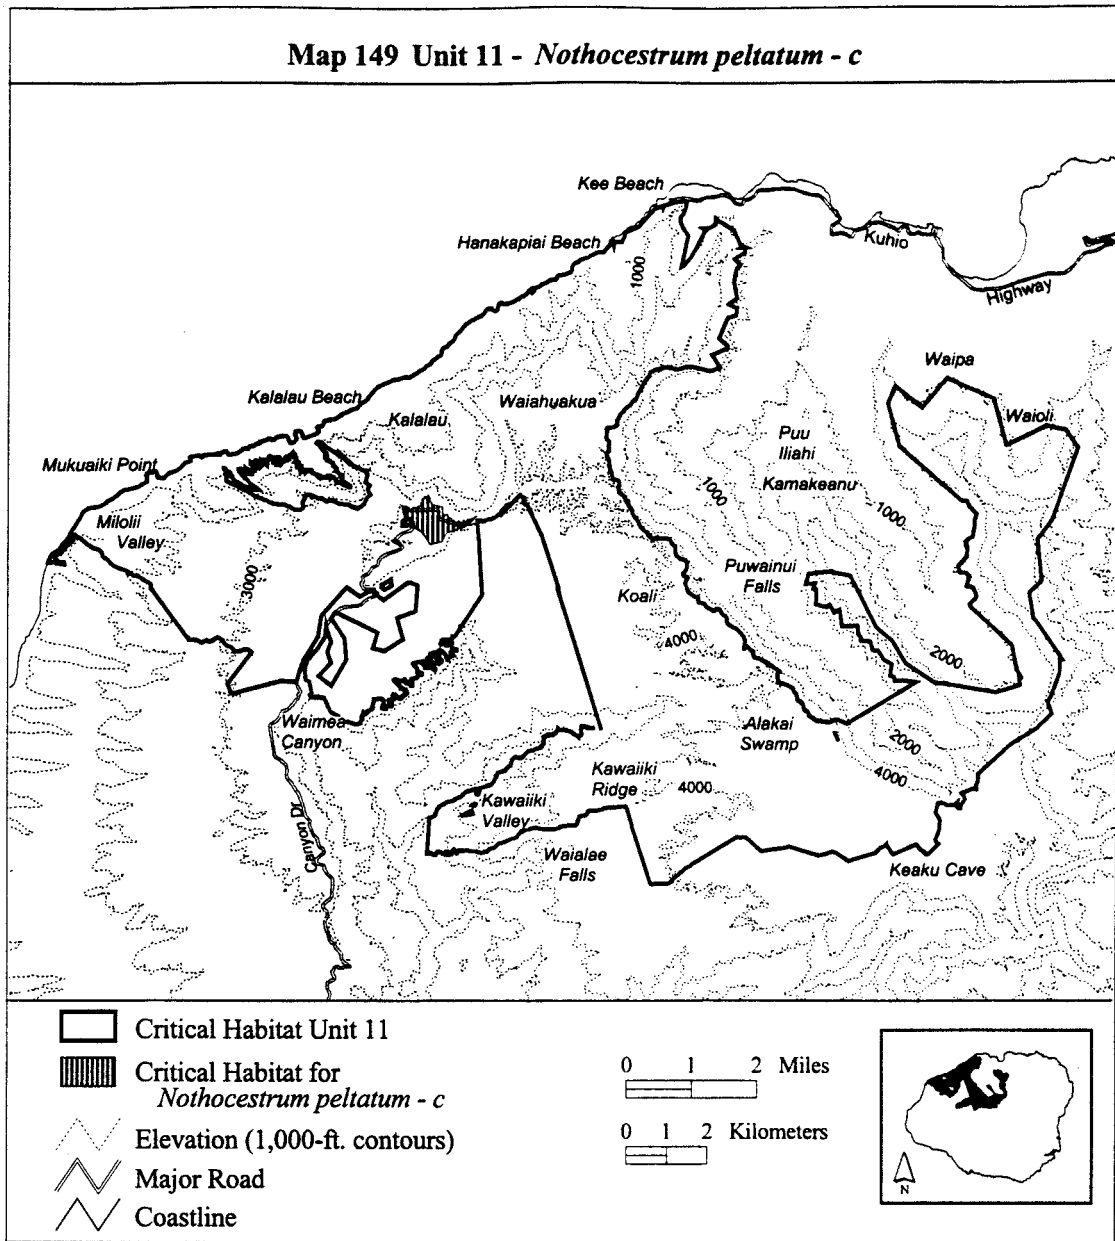 Map 149 Unit 11 - Nothocestrum peltatum - c
Kee Beach
Hanakapiai Beach
Kuhio
Highway
1000
Waipa
Kalalau Beach
Kalalau
Waiahuakua
Waioli
Puu
Iliahi
Mukuaiki Point
Kamakeanu
1000
1000
Milolii
Valley
3000
Puwainui
Falls
Koali
4000
2000
Waimea
Canyon
Alakai
Swamp
2000
4000
Kawaiiki
Ridge
4000
Kawaiiki
Valley
Canyon Dr
Waialae
Falls
Keaku Cave
Critical Habitat Unit 11
Critical Habitat for
Nothocestrum peltatum - c
Elevation (1,000-ft. contours)
Major Road
Coastline
0 1 2 Miles
0 1 2 Kilometers
N